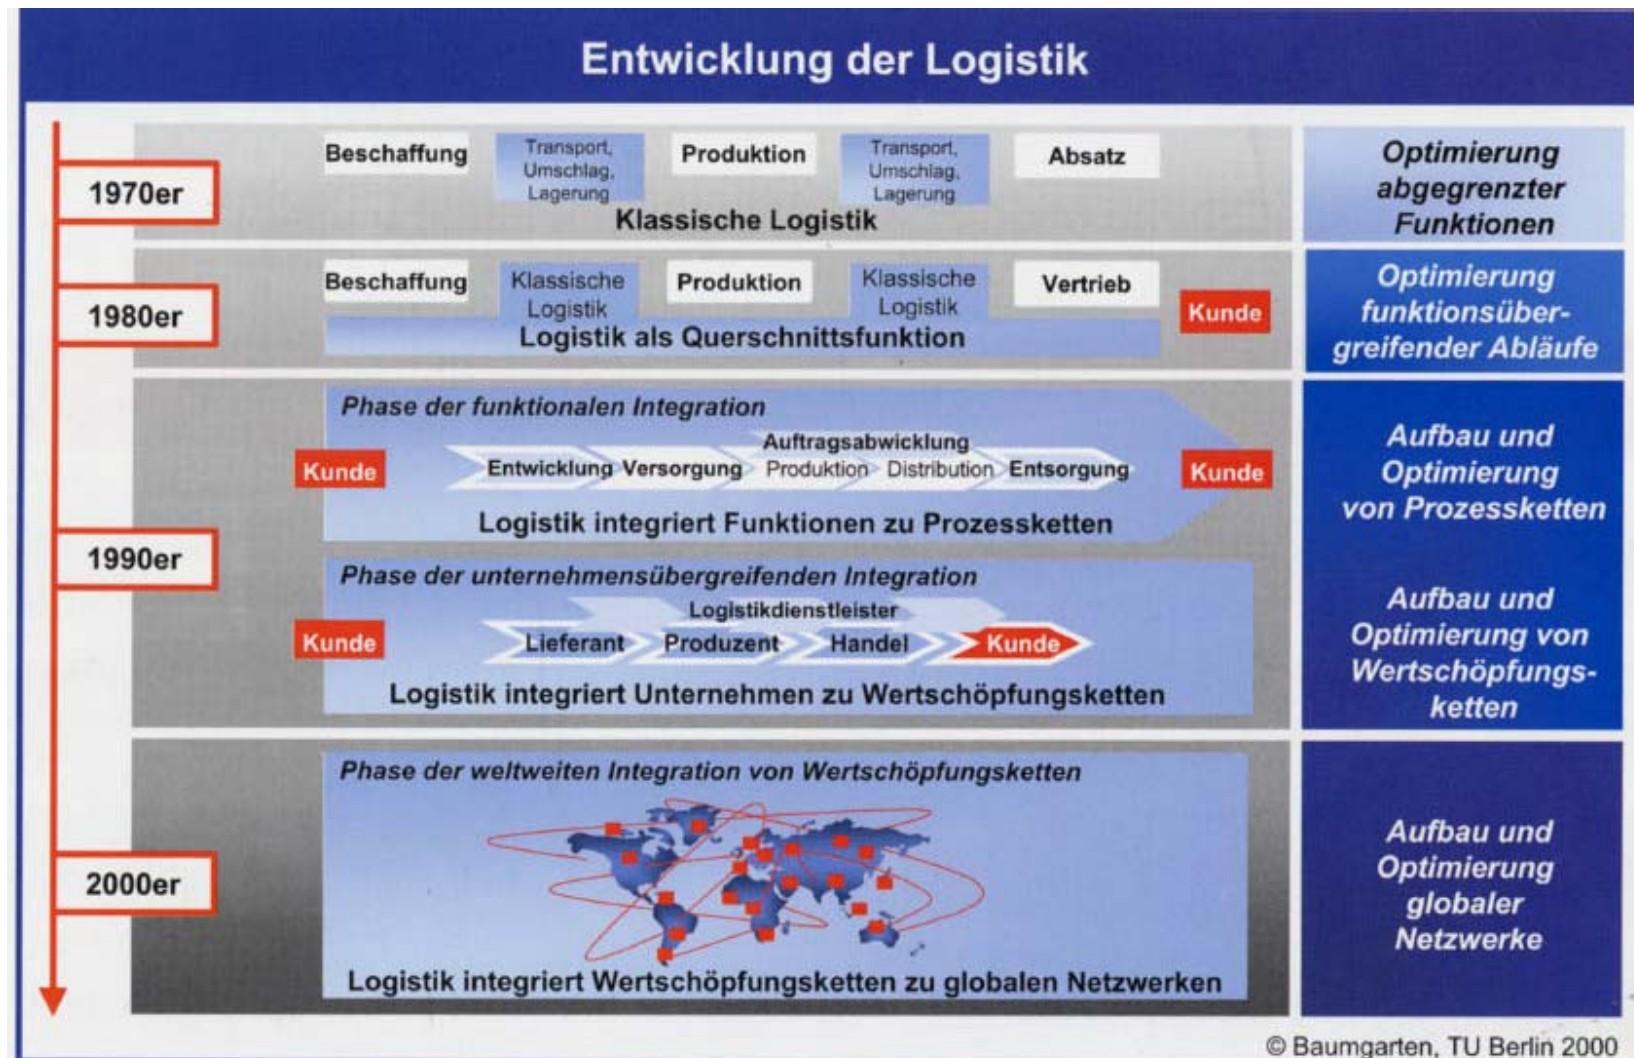 Entwicklung der Logistik
1970er
Beschaffung
Transport,
Umschlag,
Lagerung
Produktion
Transport,
Umschlag,
Lagerung
Absatz
Klassische Logistik
Optimierung
abgegrenzter
Funktionen
1980er
Beschaffung
Klassische
Logistik
Produktion
Klassische
Logistik
Vertrieb
Kunde
Logistik als Querschnittsfunktion
Optimierung
funktionsüber-
greifender Abläufe
1990er
Phase der funktionalen Integration
Kunde
Auftragsabwicklung
Entwicklung
Versorgung
Produktion
Distribution
Entsorgung
Kunde
Logistik integriert Funktionen zu Prozessketten
Aufbau und
Optimierung
von Prozessketten
Phase der unternehmensübergreifenden Integration
Logistikdienstleister
Kunde
Lieferant
Produzent
Handel
Kunde
Logistik integriert Unternehmen zu Wertschöpfungsketten
Aufbau und
Optimierung von
Wertschöpfungs-
ketten
2000er
Phase der weltweiten Integration von Wertschöpfungsketten
Logistik integriert Wertschöpfungsketten zu globalen Netzwerken
Aufbau und
Optimierung
globaler
Netzwerke
© Baumgarten, TU Berlin 2000